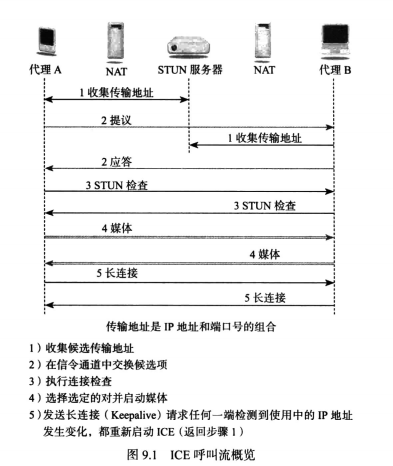 代理 A
NAT
STUN 服务器
NAT
代理 B
1 收集传输地址
2 提议
1 收集传输地址
2 应答
3 STUN 检查
3 STUN 检查
4 媒体
4 媒体
5 长连接
5 长连接
传输地址是 IP 地址和端口号的组合
1）收集候选传输地址
2）在信令通道中交换候选项
3）执行连接检查
4）选择选定的对并启动媒体
5）发送长连接（Keepalive）请求任何一端检测到使用中的 IP 地址
发生变化，都重新启动 ICE（返回步骤 1）
图 9.1 ICE 呼叫流概览